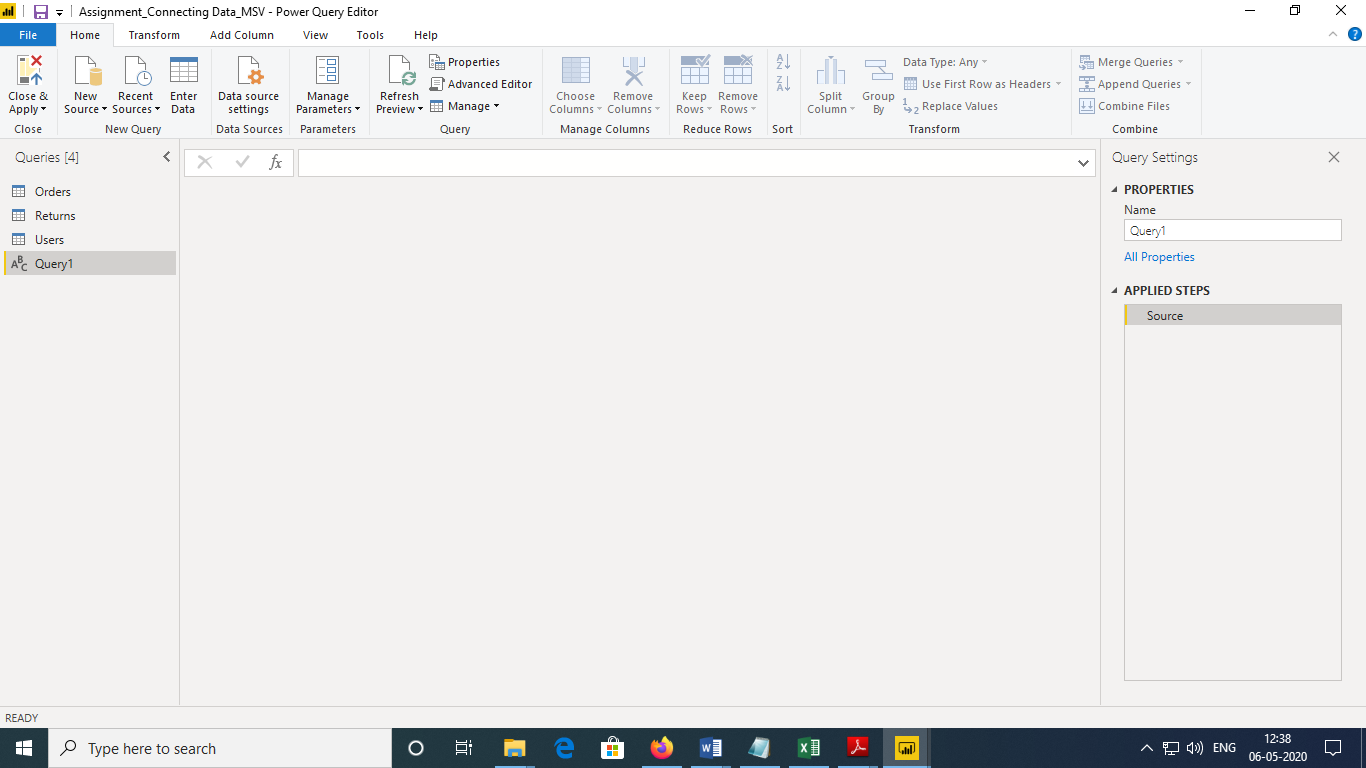 Assignment_Connecting Data_MSV - Power Query Editor
File Home Transform Add Column View Tools Help
Close & Apply
Close
New Source
Recent Sources
Enter Data
New Query
Data source settings
Data Sources
Manage Parameters
Parameters
Refresh Preview
Properties
Advanced Editor
Manage
Query
Choose Columns
Remove Columns
Manage Columns
Keep Rows
Remove Rows
Reduce Rows
A
Z
Z
A
Sort
Split Column
Group By
Data Type: Any
Use First Row as Headers
1 2 Replace Values
Transform
Merge Queries
Append Queries
Combine Files
Combine
?
Queries [4]
Orders
Returns
Users
ABC Query1
fx
Query Settings
PROPERTIES
Name
Query1
All Properties
APPLIED STEPS
Source
READY
Type here to search
ENG
12:38
06-05-2020